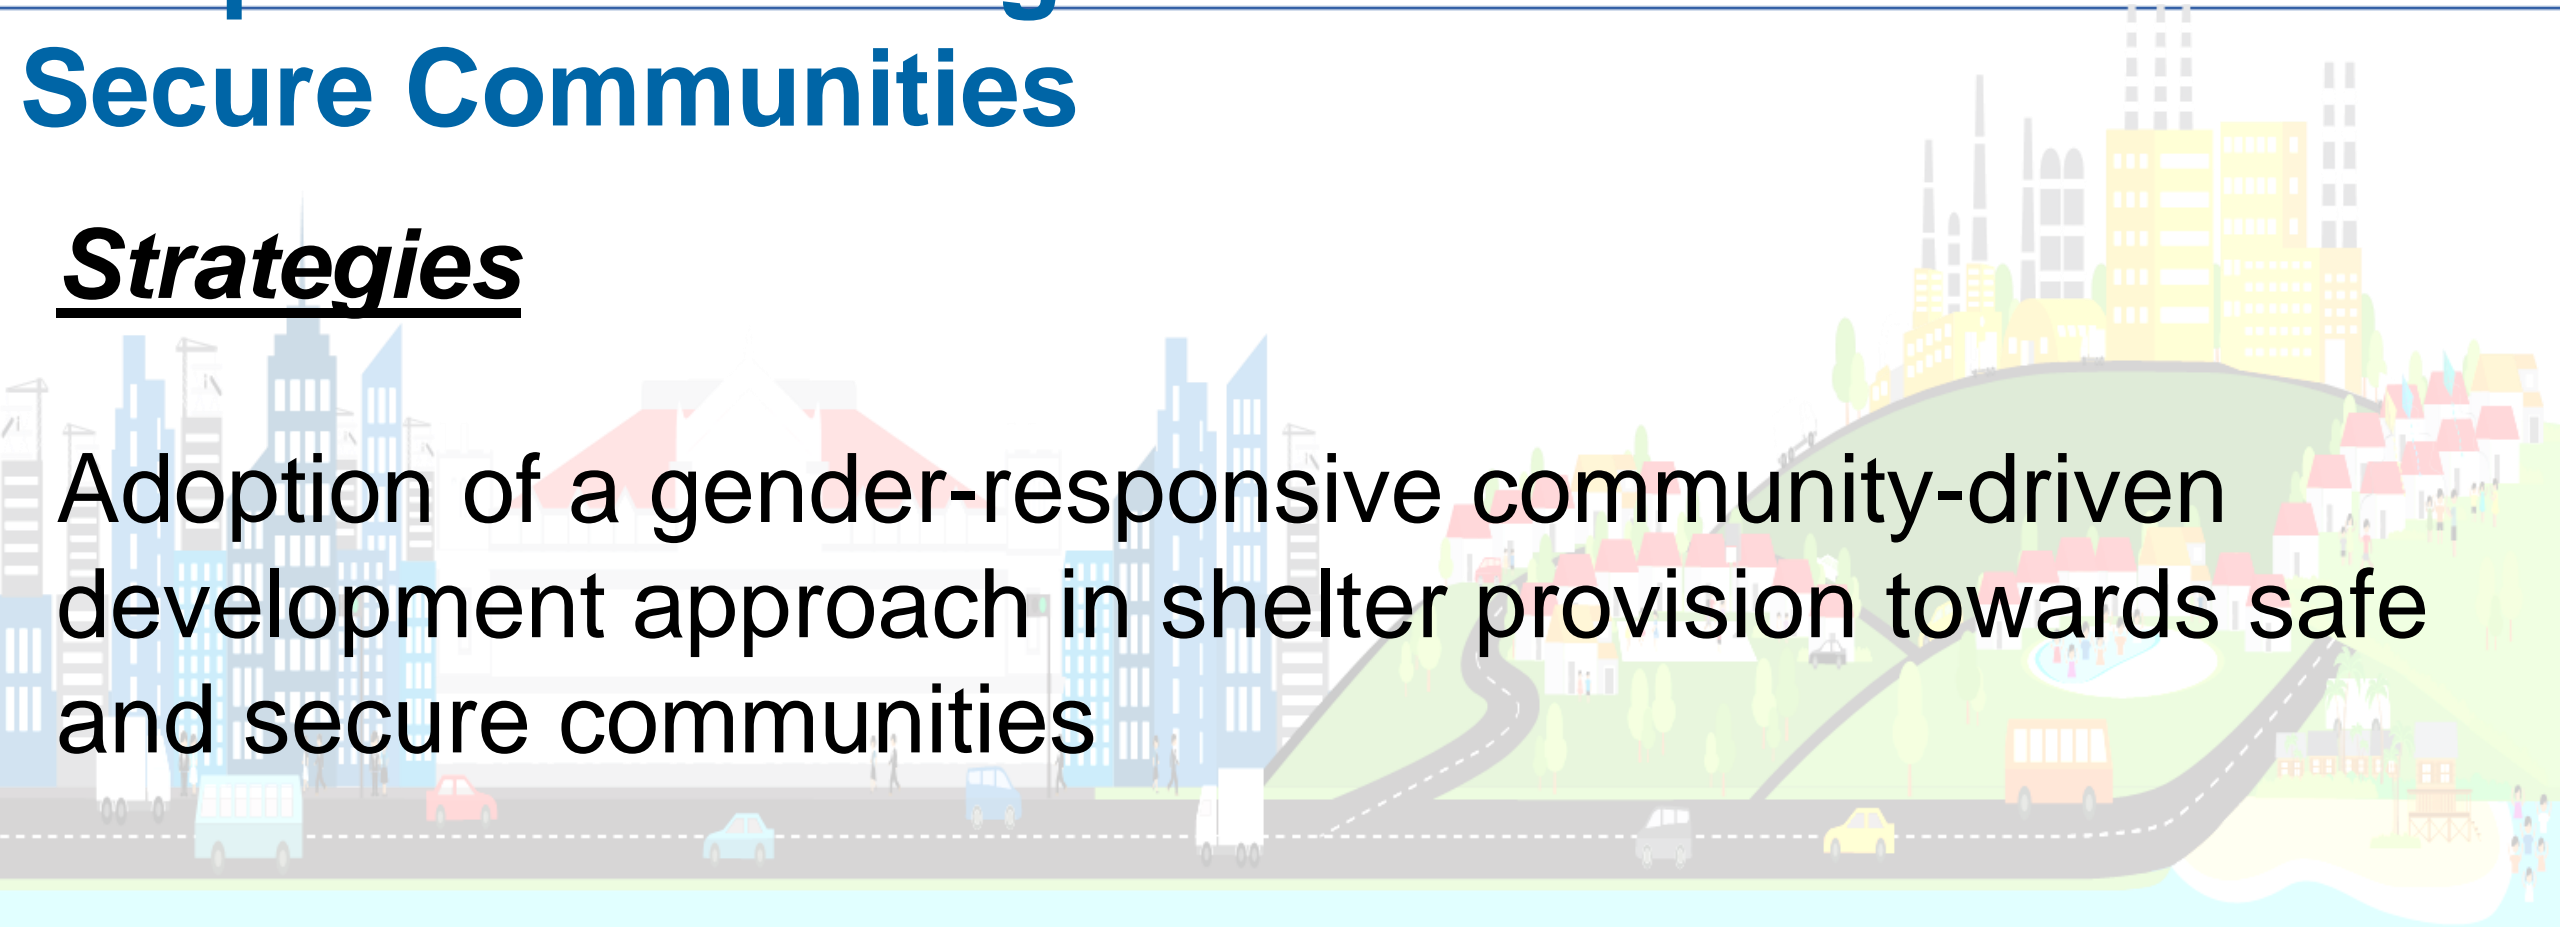 Secure Communities
Strategies
Adoption of a gender-responsive community-driven
development approach in shelter provision towards safe
and secure communities